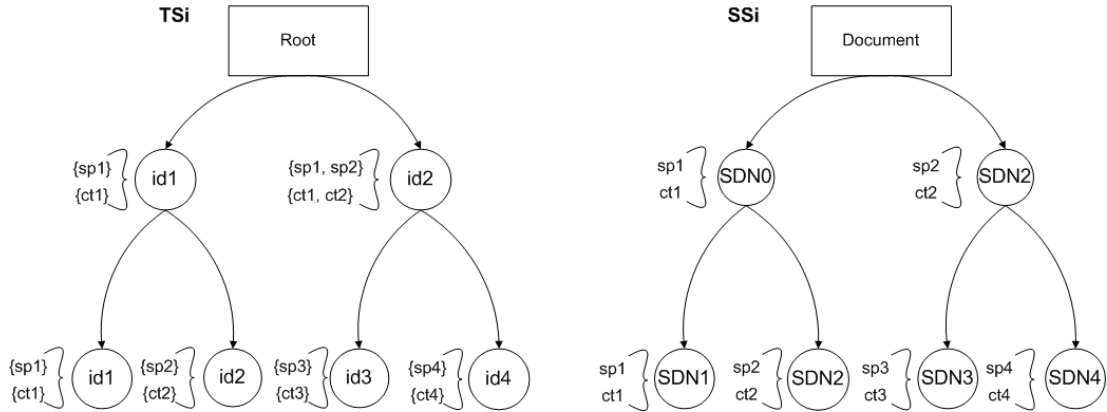 TSi
Root
{sp1}
{ct1}
id1
{sp1, sp2}
{ct1, ct2}
id2
{sp1}
{ct1}
id1
{sp2}
{ct2}
id2
{sp3}
{ct3}
id3
{sp4}
{ct4}
id4
SSi
Document
sp1
ct1
SDN0
sp2
ct2
SDN2
sp1
ct1
SDN1
sp2
ct2
SDN2
sp3
ct3
SDN3
sp4
ct4
SDN4